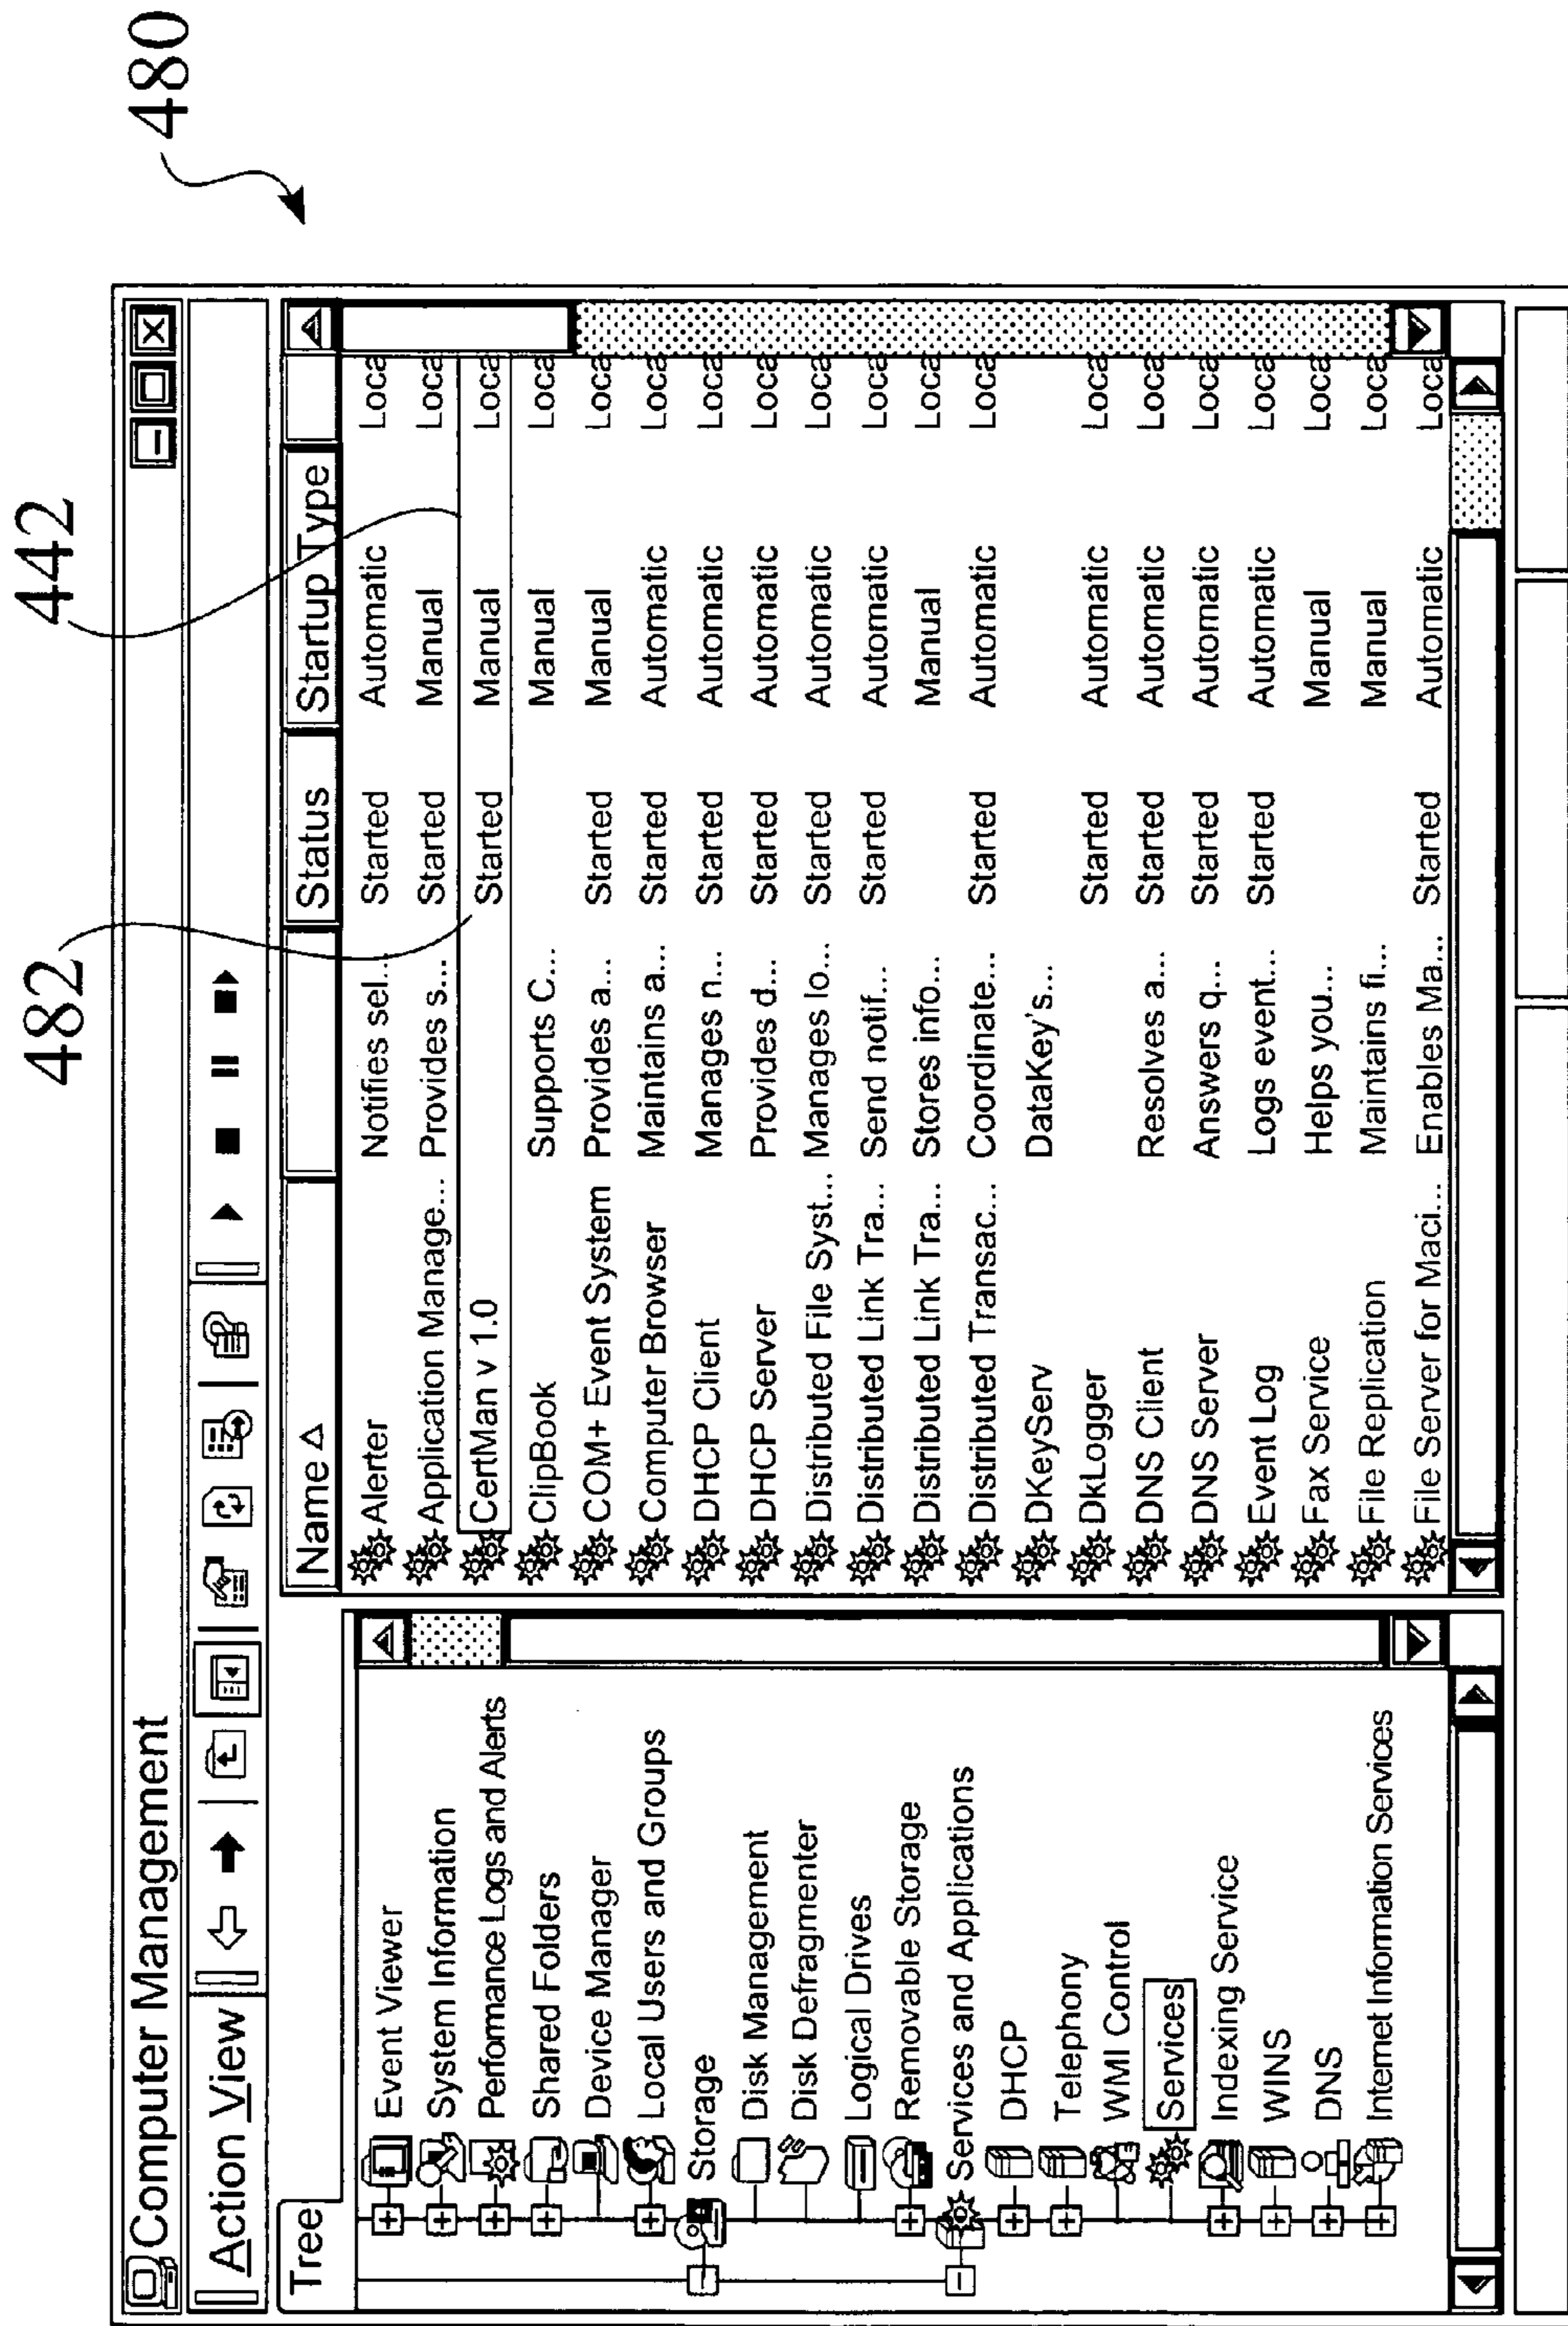 480
442
482
Computer Management
Action View
Tree
Event Viewer
System Information
Performance Logs and Alerts
Shared Folders
Device Manager
Local Users and Groups
Storage
Disk Management
Disk Defragmenter
Logical Drives
Removable Storage
Services and Applications
DHCP
Telephony
WMI Control
Services
Indexing Service
WINS
DNS
Internet Information Services
Name Status Startup Type
Alerter Notifies sel... Started Automatic Loca
Application Manage... Provides s... Started Manual Loca
CertMan v 1.0 Started Manual Loca
ClipBook Supports C... Manual Loca
COM+ Event System Provides a... Started Manual Loca
Computer Browser Maintains a... Started Automatic Loca
DHCP Client Manages n... Started Automatic Loca
DHCP Server Provides d... Started Automatic Loca
Distributed File Syst... Manages lo... Started Automatic Loca
Distributed Link Tra... Send notif... Started Automatic Loca
Distributed Link Tra... Stores info... Manual Loca
Distributed Transac... Coordinate... Started Automatic Loca
DKeyServ DataKey's...
DkLogger Started Automatic Loca
DNS Client Resolves a... Started Automatic Loca
DNS Server Answers q... Started Automatic Loca
Event Log Logs event... Started Automatic Loca
Fax Service Helps you... Manual Loca
File Replication Maintains fi... Manual Loca
File Server for Maci... Enables Ma... Started Automatic Loca